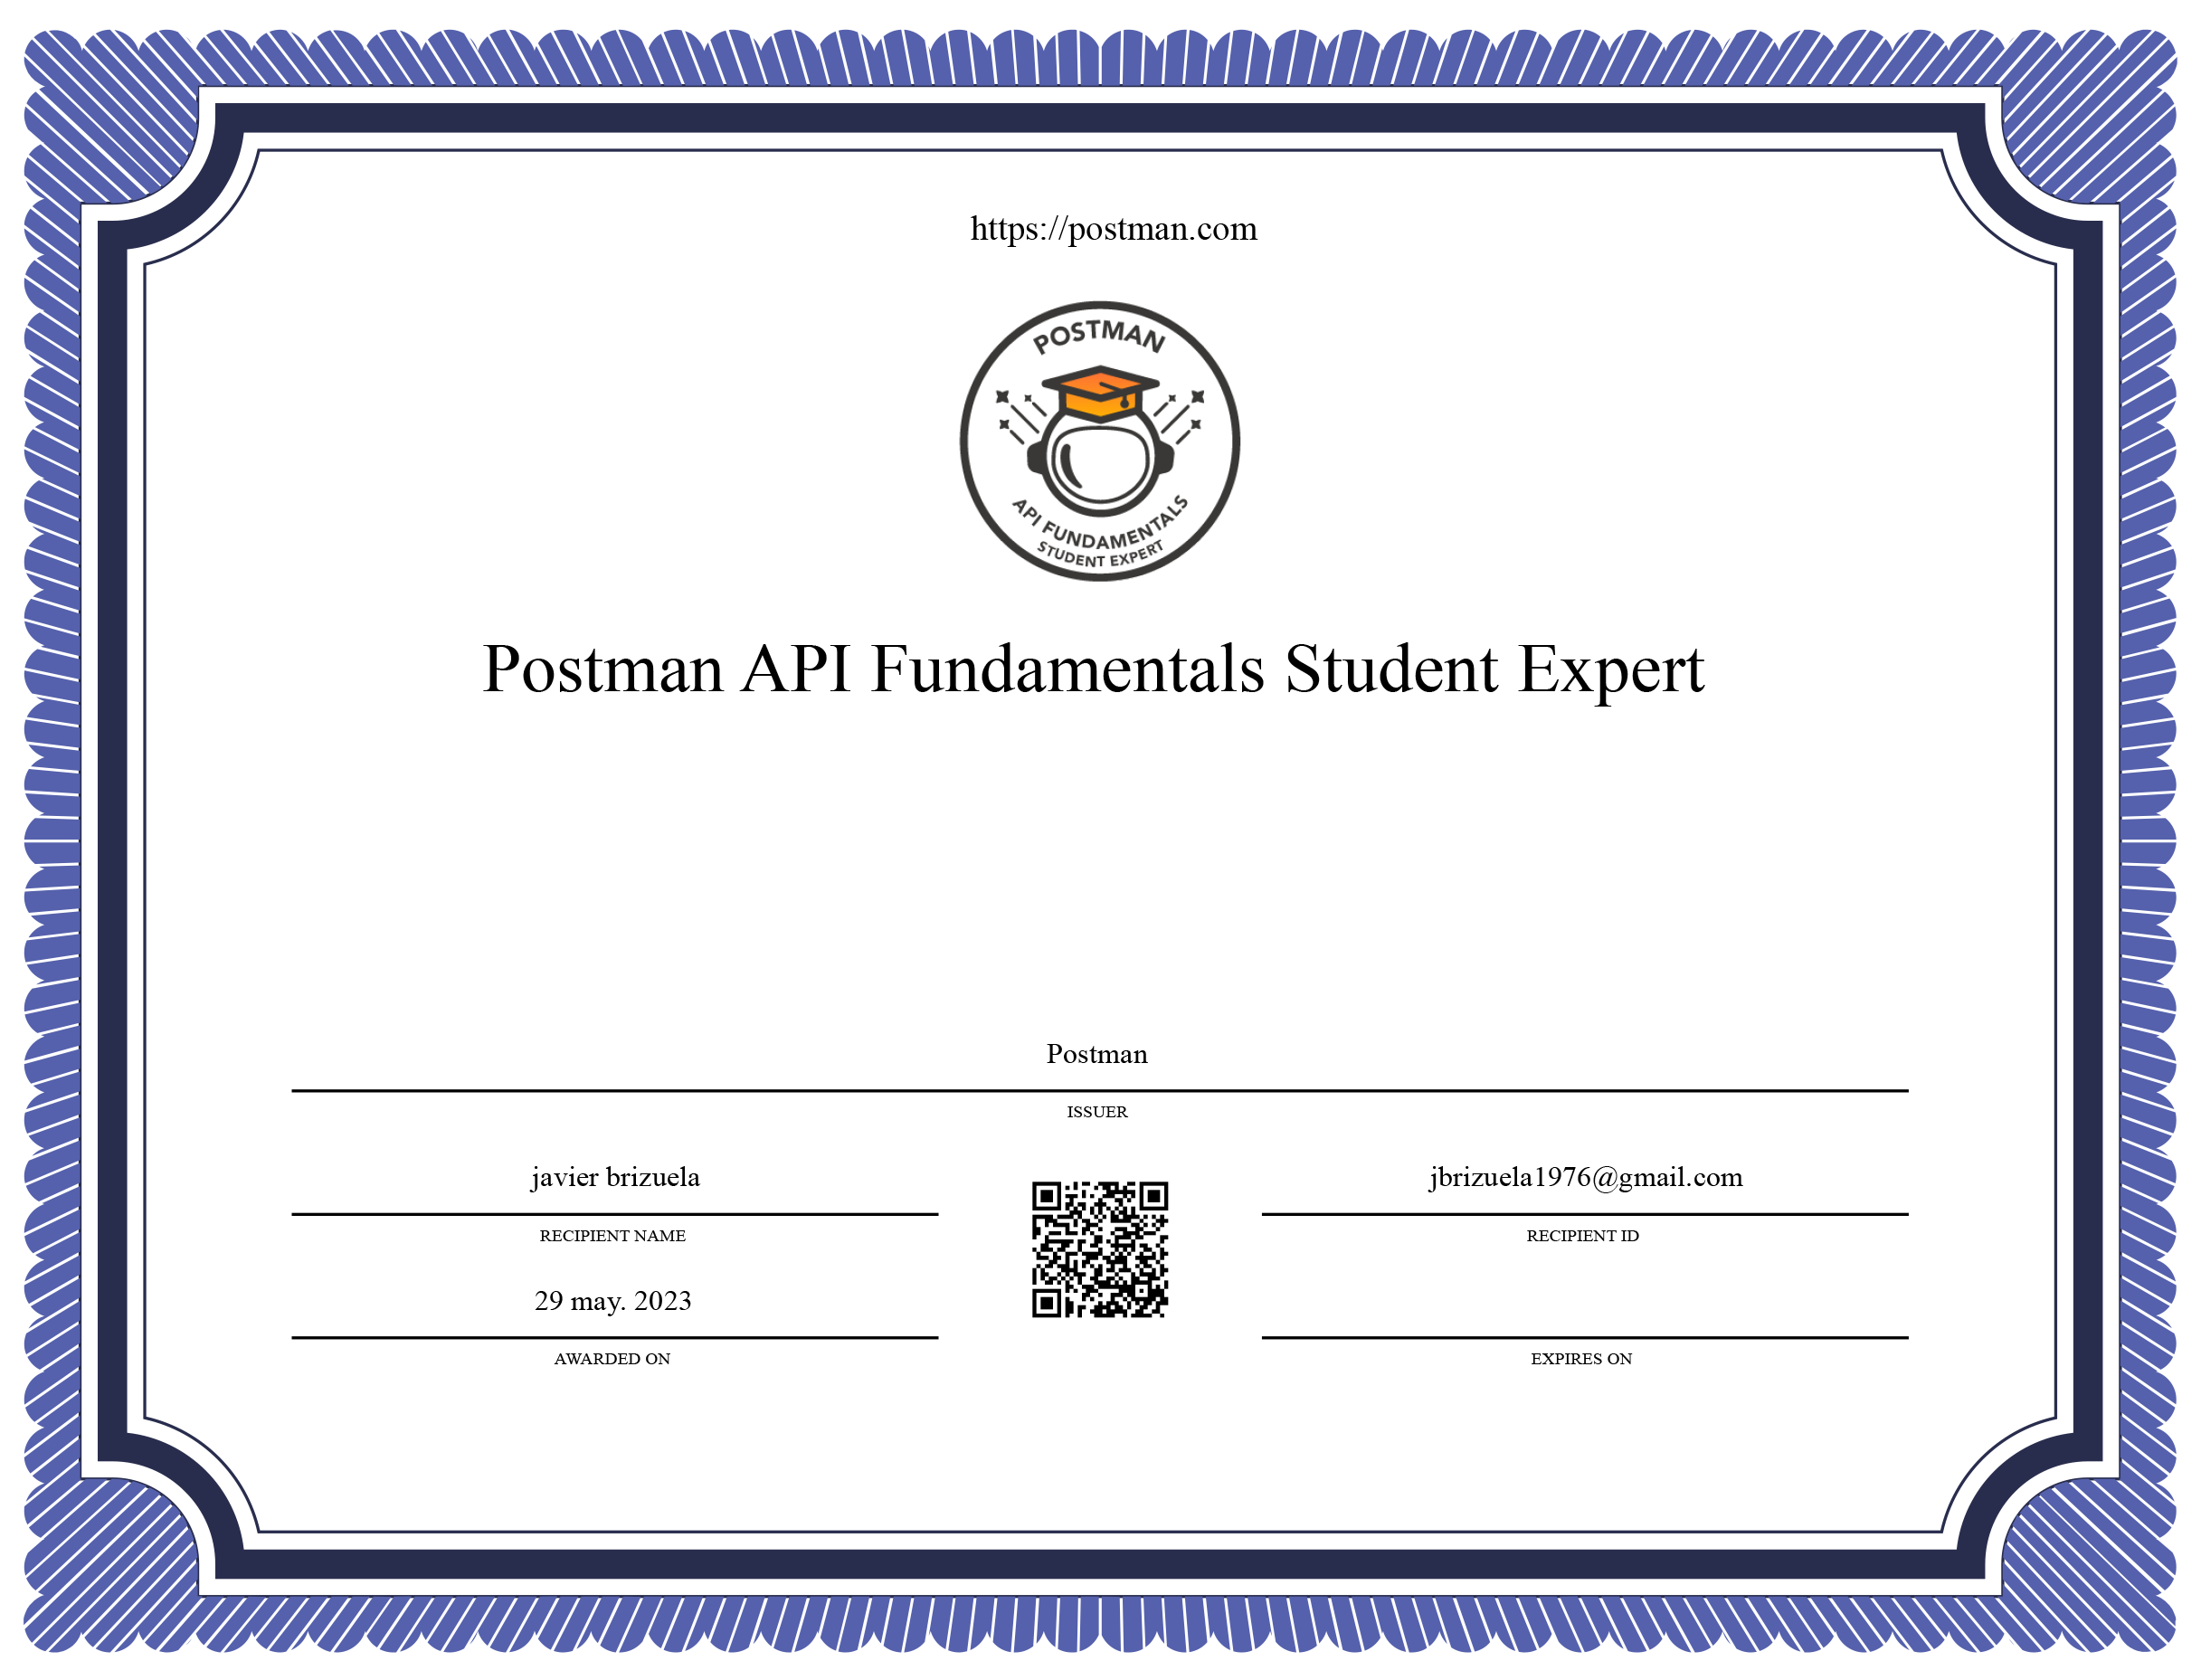 https://postman.com
POSTMAN
API FUNDAMENTALS
STUDENT EXPERT
Postman API Fundamentals Student Expert
Postman
ISSUER
javier brizuela
RECIPIENT NAME
jbrizuela1976@gmail.com
RECIPIENT ID
29 may. 2023
AWARDED ON
EXPIRES ON